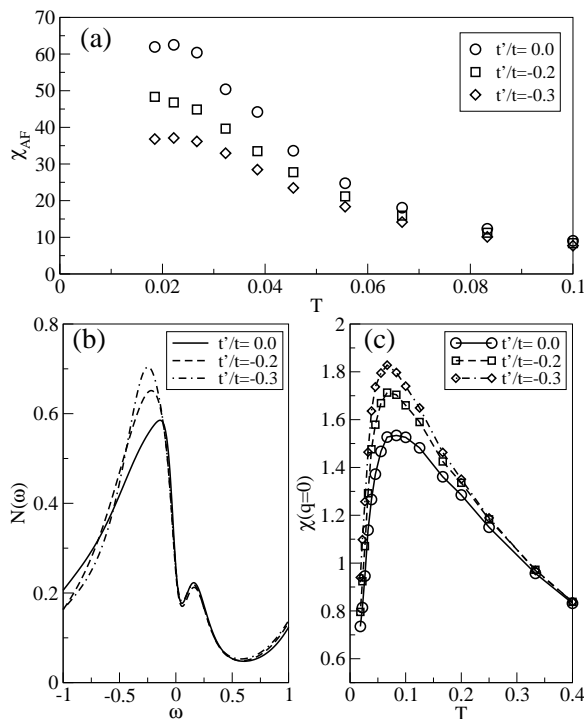 (a)
t'/t= 0.0
t'/t=-0.2
t'/t=-0.3
χAF
70
60
50
40
30
20
10
0
0 0.02 0.04 0.06 0.08 0.1
T
(b)
t'/t= 0.0
t'/t=-0.2
t'/t=-0.3
N(ω)
0.8
0.6
0.4
0.2
0
-1 -0.5 0 0.5 1
ω
(c)
t'/t= 0.0
t'/t=-0.2
t'/t=-0.3
χ(q=0)
2
1.8
1.6
1.4
1.2
1
0.8
0.6
0 0.1 0.2 0.3 0.4
T